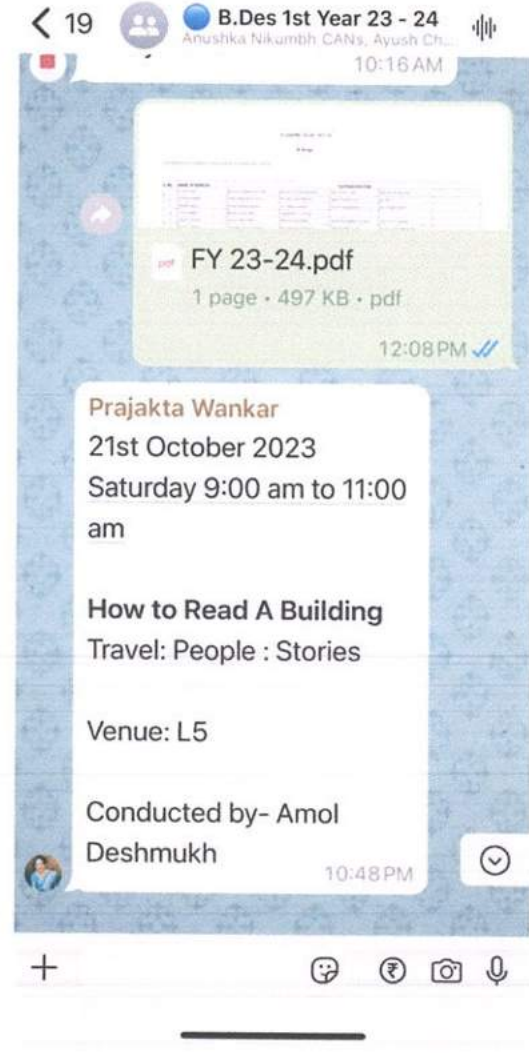 19
B.Des 1st Year 23 - 24
Anushka Nikumbh CANs, Ayush Ch...
10:16 AM
pdf
FY 23-24.pdf
1 page • 497 KB • pdf
12:08 PM
Prajakta Wankar
21st October 2023
Saturday 9:00 am to 11:00
am
How to Read A Building
Travel: People : Stories
Venue: L5
Conducted by- Amol
Deshmukh
10:48 PM